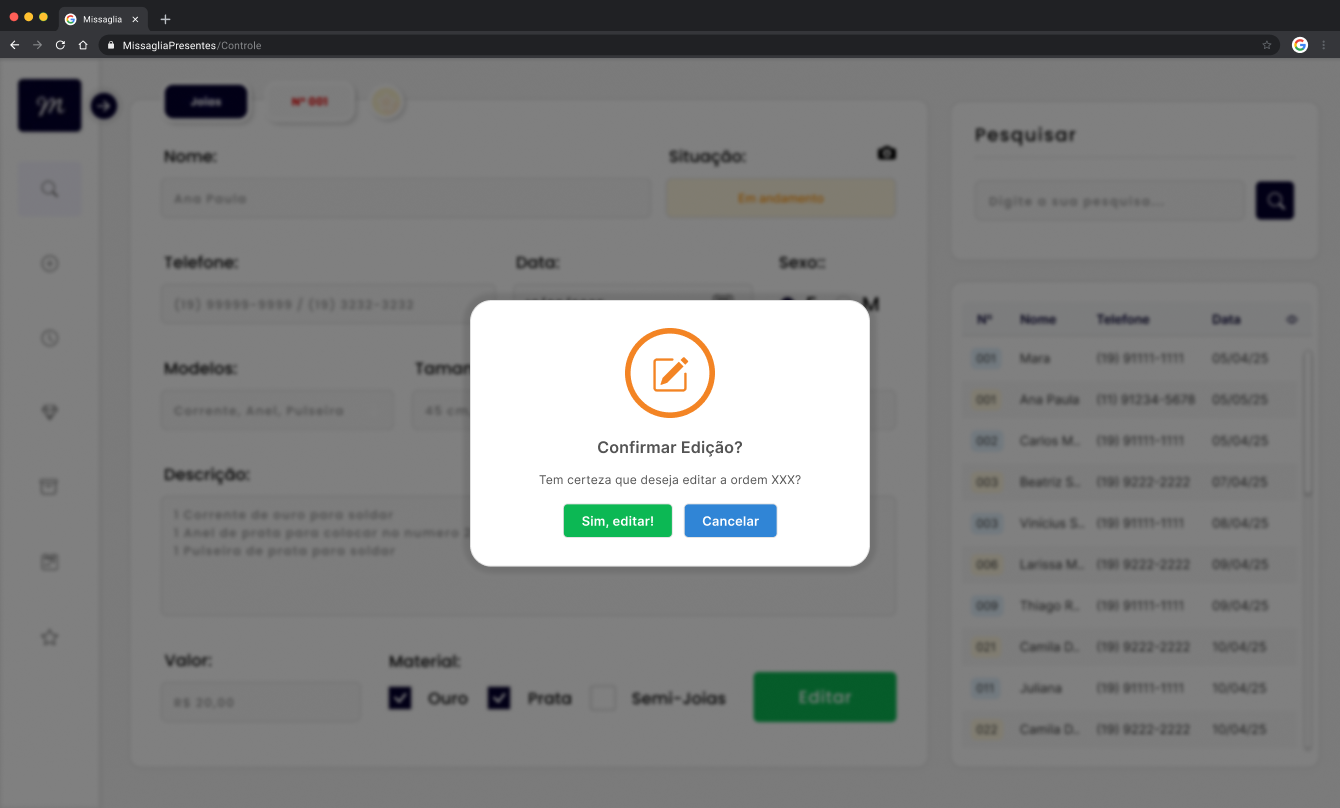 Missaglia
MissagliaPresentes/Controle
M
Joias
Nº 001
Nome:
Ana Paula
Situação:
Em andamento
Telefone:
(19) 99999-9999 / (19) 3232-3232
Data:
Sexo::
F
M
Modelos:
Corrente, Anel, Pulseira
45 cm
Descrição:
1 Corrente de ouro para soldar
1 Anel de prata para colocar no numero
1 Pulseira de prata para soldar
Valor:
R$ 20,00
Material:
Ouro
Prata
Semi-Joias
Editar
Confirmar Edição?
Tem certeza que deseja editar a ordem XXX?
Sim, editar!
Cancelar
Pesquisar
Digite a sua pesquisa...
Nº Nome Telefone Data
001 Mara (19) 91111-1111 05/04/25
001 Ana Paula (11) 91234-5678 05/05/25
002 Carlos M.. (19) 91111-1111 05/04/25
003 Beatriz S.. (19) 9222-2222 07/04/25
003 Vinicius S.. (19) 91111-1111 08/04/25
006 Larissa M.. (19) 9222-2222 09/04/25
009 Thiago R.. (19) 91111-1111 09/04/25
021 Camila D.. (19) 9222-2222 10/04/25
011 Juliana (19) 91111-1111 10/04/25
022 Camila D.. (19) 9222-2222 10/04/25